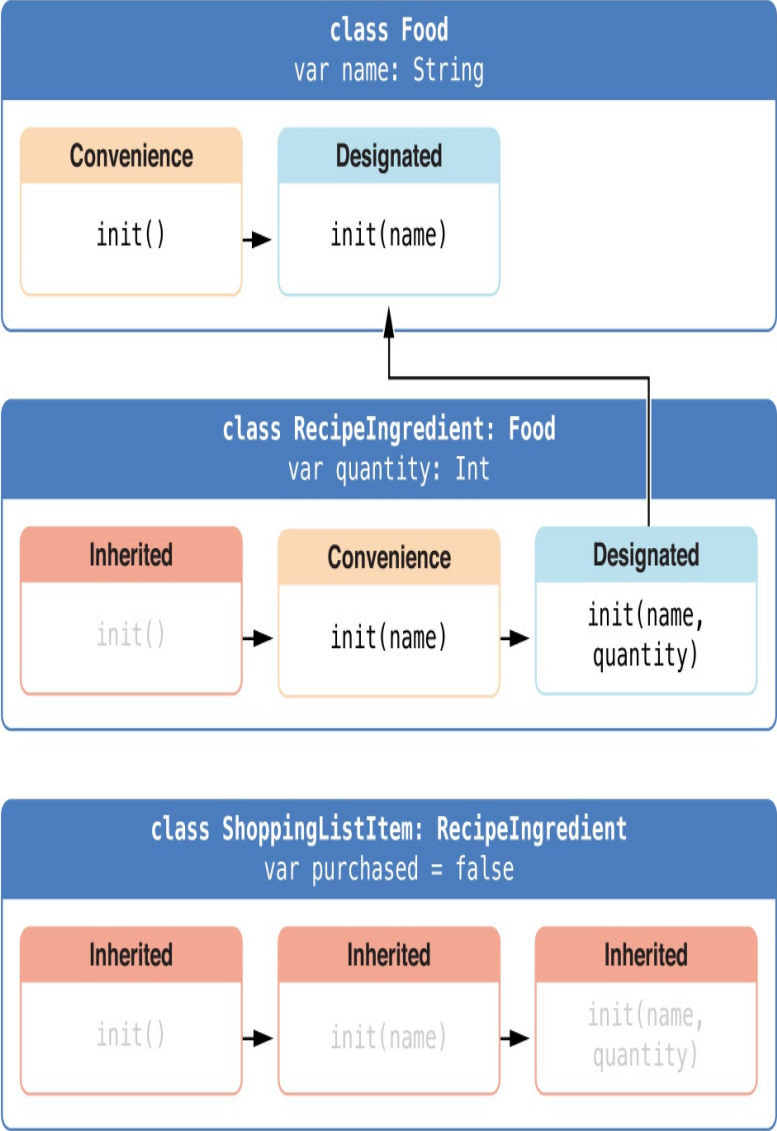 class Food
var name: String
Convenience
Designated
init()
init(name)
class RecipeIngredient: Food
var quantity: Int
Inherited
Convenience
Designated
init()
init(name)
init(name,
quantity)
class ShoppingListItem: RecipeIngredient
var purchased = false
Inherited
Inherited
Inherited
init()
init(name)
init(name,
quantity)